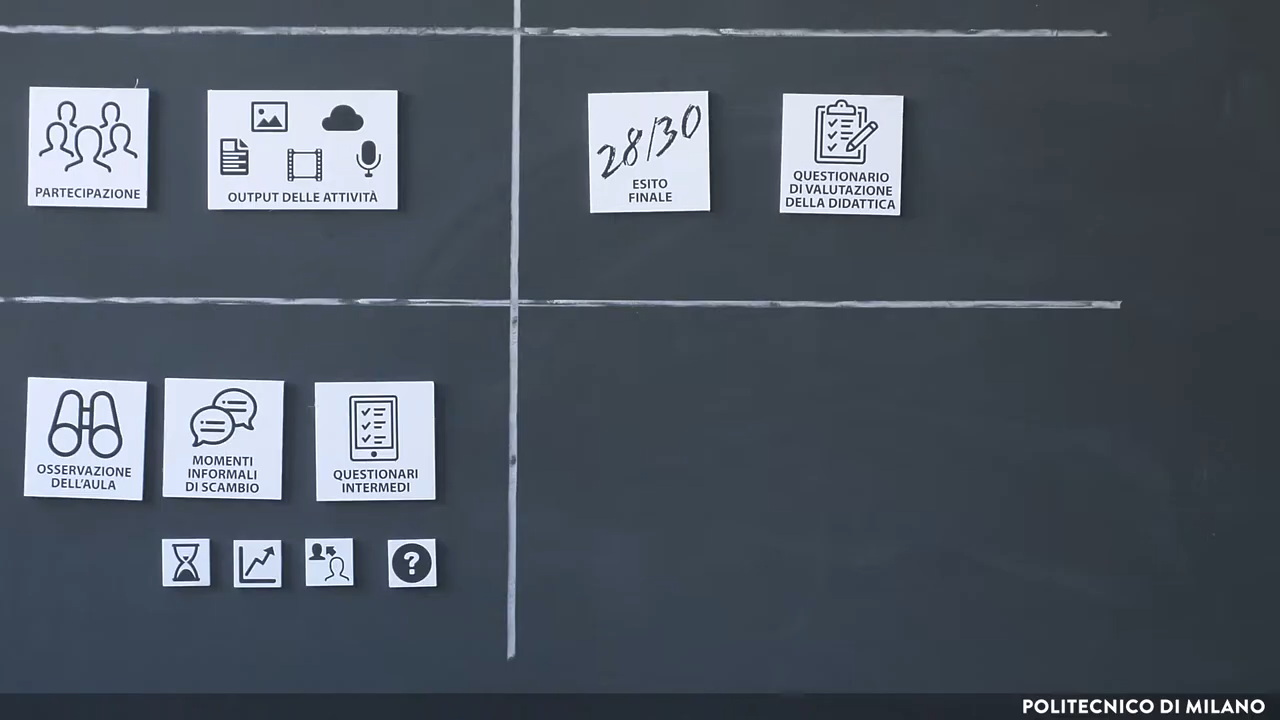 PARTECIPAZIONE
OUTPUT DELLE ATTIVITÀ
28/30
ESITO
FINALE
QUESTIONARIO
DI VALUTAZIONE
DELLA DIDATTICA
OSSERVAZIONE
DELL'AULA
MOMENTI
INFORMALI
DI SCAMBIO
QUESTIONARI
INTERMEDI
?
POLITECNICO DI MILANO